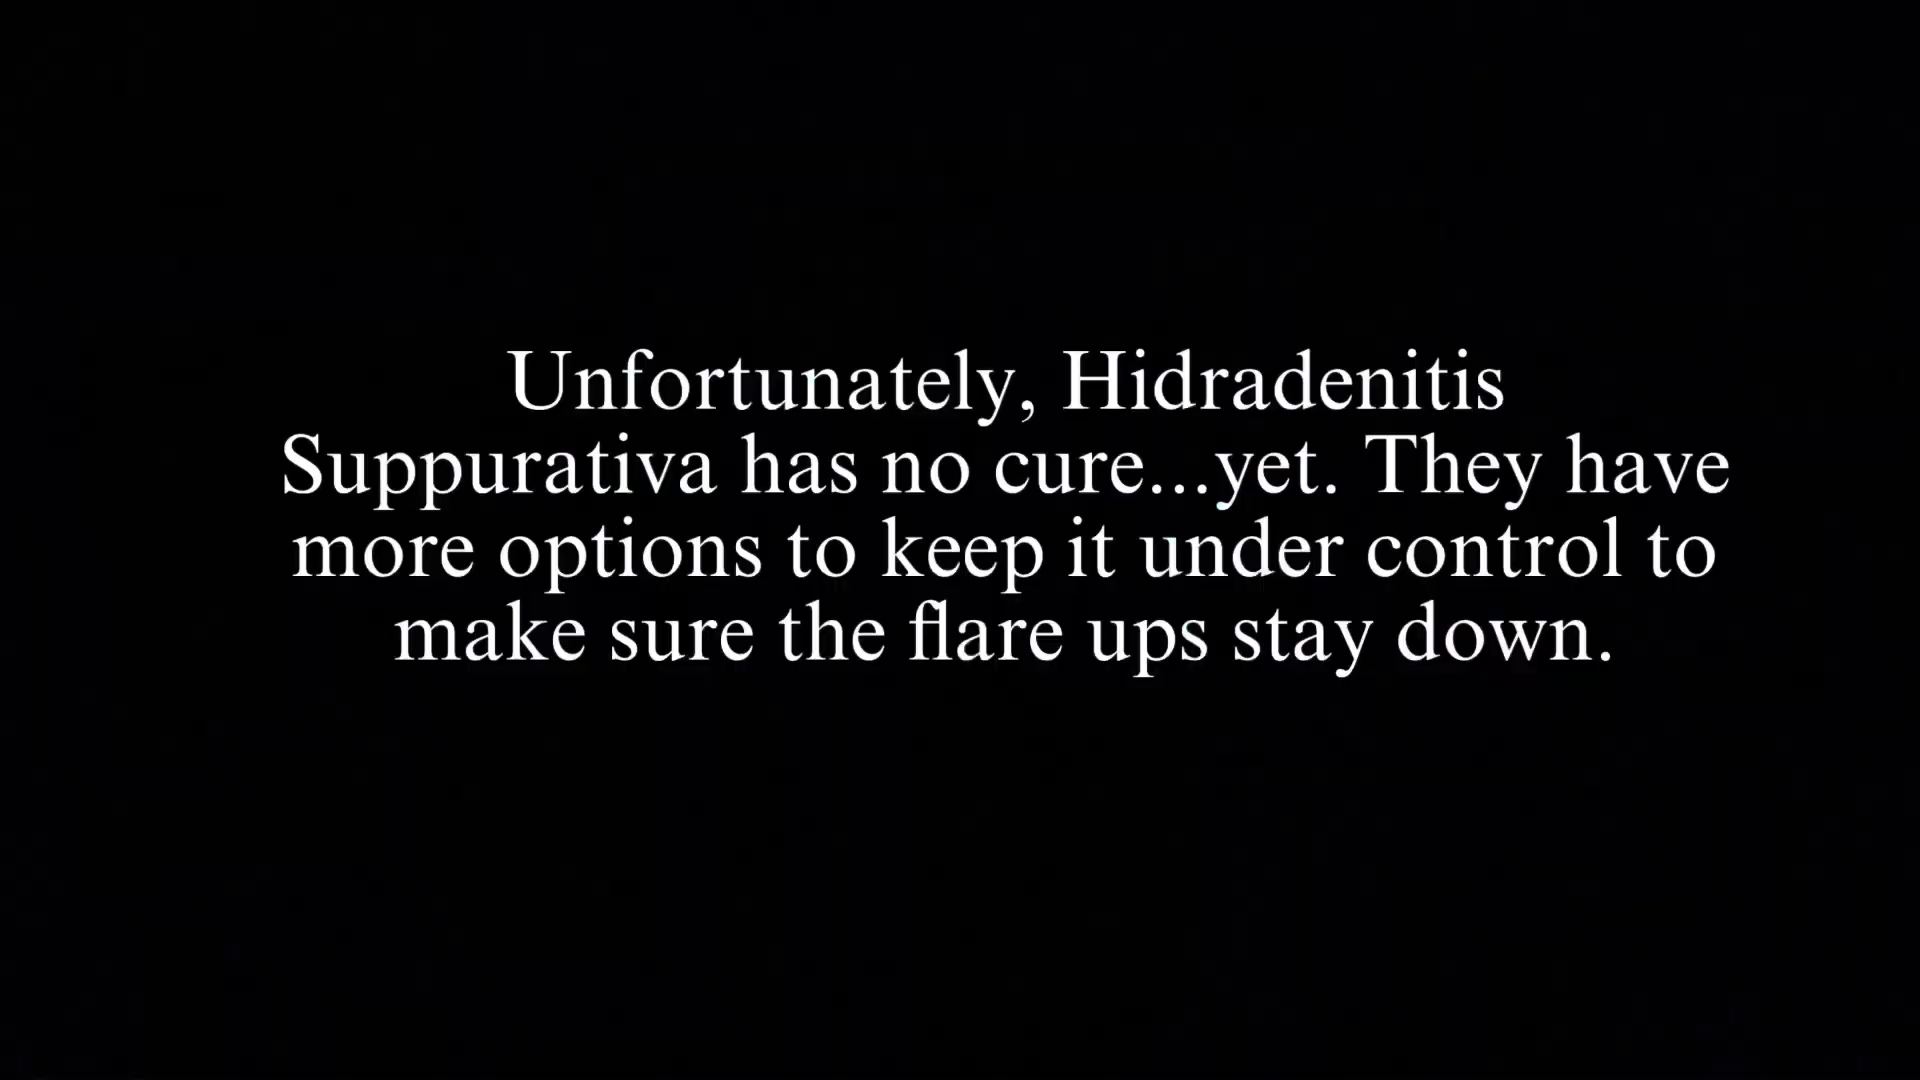 Unfortunately, Hidradenitis
Suppurativa has no cure...yet. They have
more options to keep it under control to
make sure the flare ups stay down.